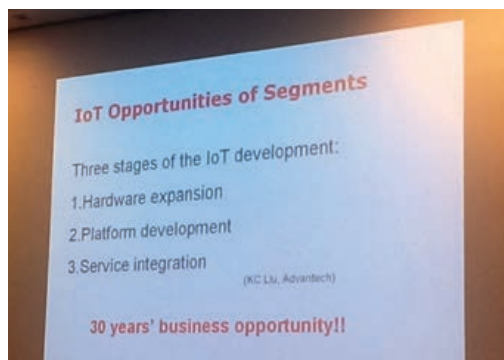 IoT Opportunities of Segments
Three stages of the IoT development:
1.Hardware expansion
2.Platform development
3.Service integration
(KC Liu, Advantech)
30 years' business opportunity!!